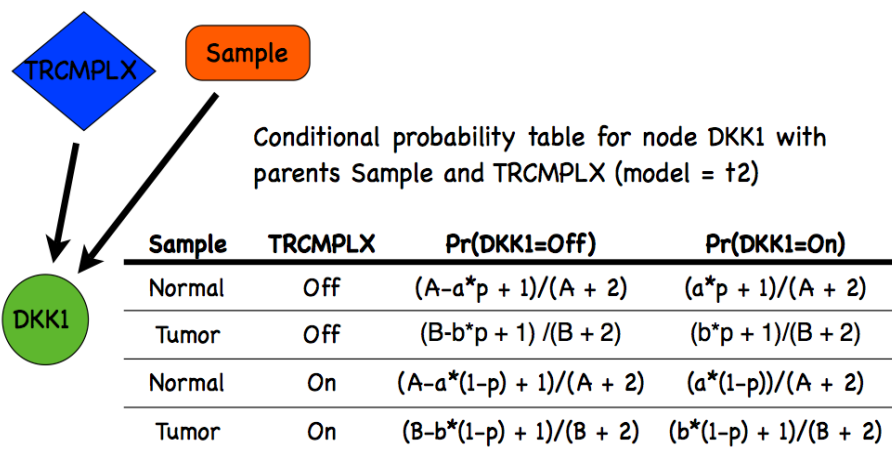 TRCMPLX
Sample
Conditional probability table for node DKK1 with
parents Sample and TRCMPLX (model = t2)
Sample TRCMPLX Pr(DKK1=Off) Pr(DKK1=On)
Normal Off (A-a*p + 1)/(A + 2) (a*p + 1)/(A + 2)
DKK1
Tumor Off (B-b*p + 1) /(B + 2) (b*p + 1)/(B + 2)
Normal On (A-a*(1-p) + 1)/(A + 2) (a*(1-p))/(A + 2)
Tumor On (B-b*(1-p) + 1)/(B + 2) (b*(1-p) + 1)/(B + 2)